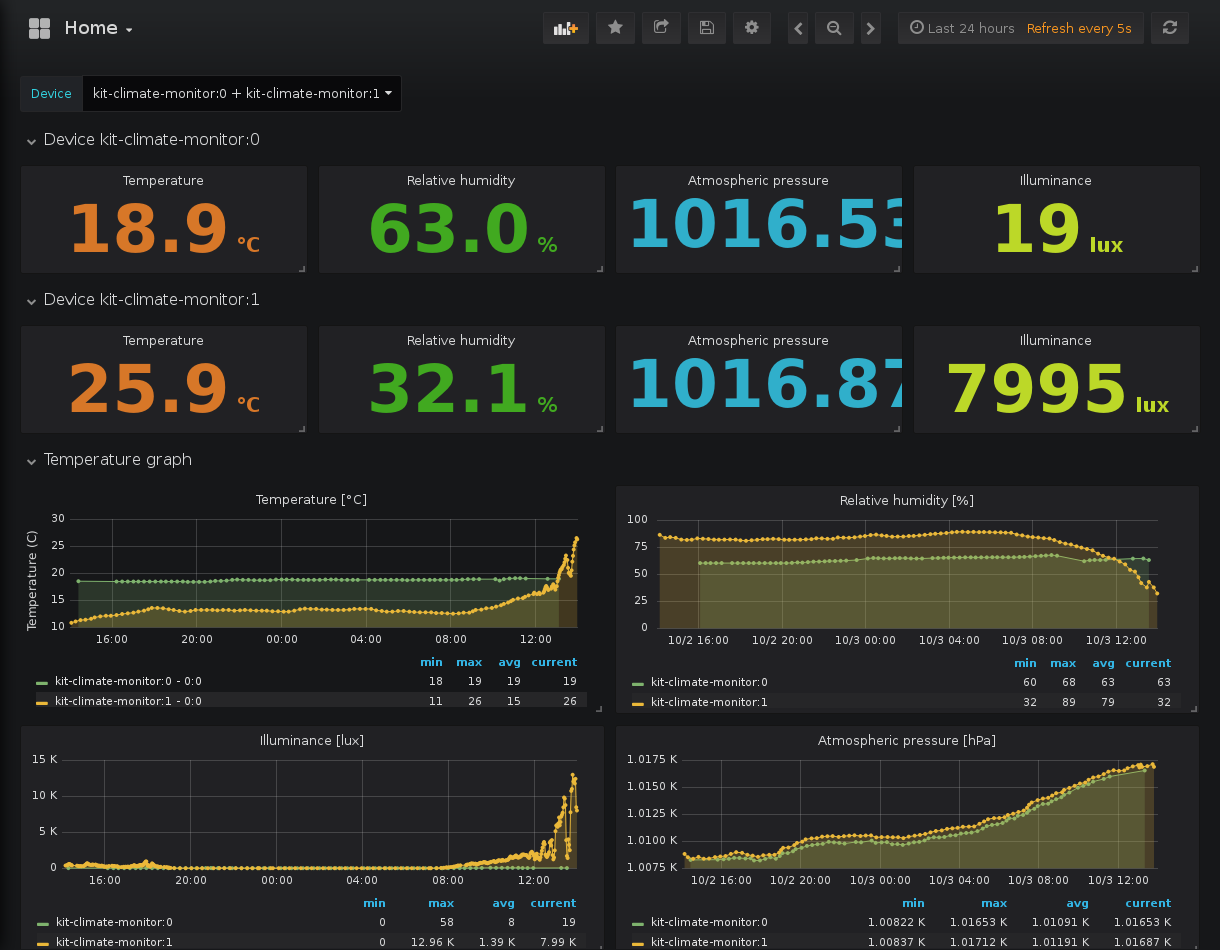 Home
Last 24 hours Refresh every 5s
Device kit-climate-monitor:0 + kit-climate-monitor:1
Device kit-climate-monitor:0
Temperature Relative humidity Atmospheric pressure Illuminance
18.9 °C 63.0 % 1016.53 19 lux
Device kit-climate-monitor:1
Temperature Relative humidity Atmospheric pressure Illuminance
25.9 °C 32.1 % 1016.87 7995 lux
Temperature graph
Temperature [°C]
Temperature (C)
30
25
20
15
10
16:00 20:00 00:00 04:00 08:00 12:00
min max avg current
kit-climate-monitor:0 - 0:0 18 19 19 19
kit-climate-monitor:1 - 0:0 11 26 15 26
Relative humidity [%]
100
75
50
25
0
10/2 16:00 10/2 20:00 10/3 00:00 10/3 04:00 10/3 08:00 10/3 12:00
min max avg current
kit-climate-monitor:0 60 68 63 63
kit-climate-monitor:1 32 89 79 32
Illuminance [lux]
15 K
10 K
5 K
0
16:00 20:00 00:00 04:00 08:00 12:00
min max avg current
kit-climate-monitor:0 0 58 8 19
kit-climate-monitor:1 0 12.96 K 1.39 K 7.99 K
Atmospheric pressure [hPa]
1.0175 K
1.0150 K
1.0125 K
1.0100 K
1.0075 K
10/2 16:00 10/2 20:00 10/3 00:00 10/3 04:00 10/3 08:00 10/3 12:00
min max avg current
kit-climate-monitor:0 1.00822 K 1.01653 K 1.01091 K 1.01653 K
kit-climate-monitor:1 1.00837 K 1.01712 K 1.01191 K 1.01687 K